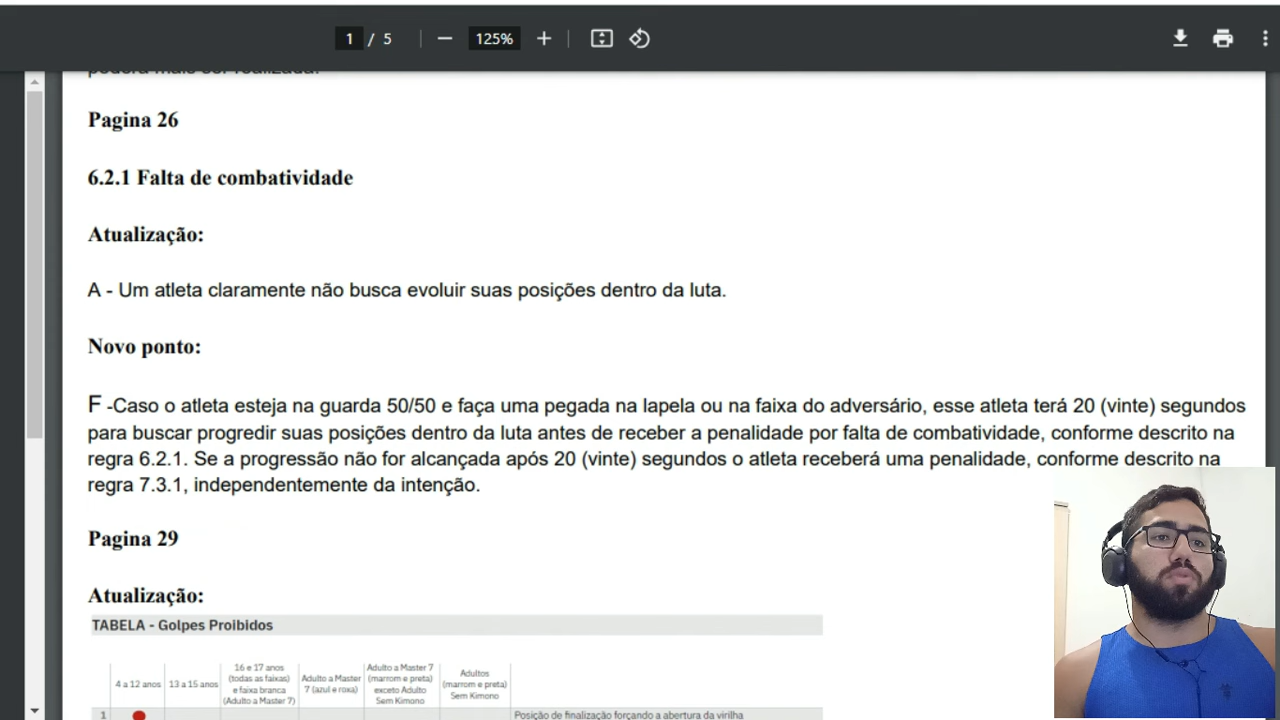 1 / 5 125%
poderá mais ser realizada.
Pagina 26
6.2.1 Falta de combatividade
Atualização:
A - Um atleta claramente não busca evoluir suas posições dentro da luta.
Novo ponto:
F -Caso o atleta esteja na guarda 50/50 e faça uma pegada na lapela ou na faixa do adversário, esse atleta terá 20 (vinte) segundos
para buscar progredir suas posições dentro da luta antes de receber a penalidade por falta de combatividade, conforme descrito na
regra 6.2.1. Se a progressão não for alcançada após 20 (vinte) segundos o atleta receberá uma penalidade, conforme descrito na
regra 7.3.1, independentemente da intenção.
Pagina 29
Atualização:
TABELA - Golpes Proibidos
4 a 12 anos
13 a 15 anos
16 e 17 anos
(todas as faixas)
e faixa branca
(Adulto a Master 7)
Adulto a Master
7 (azul e roxa)
Adulto a Master 7
(marrom e preta)
exceto Adulto
Sem Kimono
Adultos
(marrom e preta)
Sem Kimono
1 Posição de finalização forçando a abertura da virilha